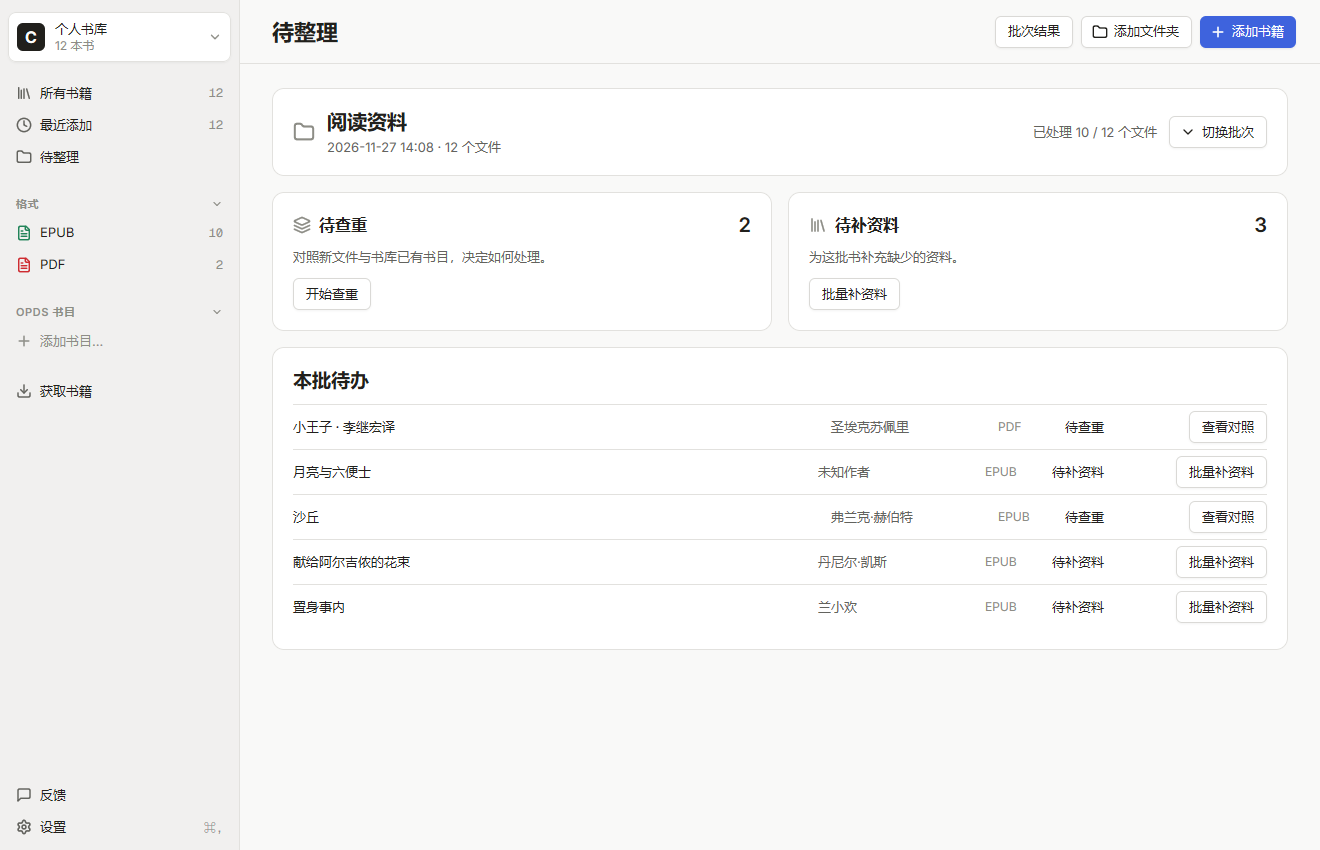 C
个人书库
12 本书
所有书籍 12
最近添加 12
待整理
格式
EPUB 10
PDF 2
OPDS 书目
添加书目...
获取书籍
反馈
设置 ⌘,
待整理
批次结果
添加文件夹
添加书籍
阅读资料
2026-11-27 14:08 · 12 个文件
已处理 10 / 12 个文件
切换批次
待查重 2
对照新文件与书库已有书目，决定如何处理。
开始查重
待补资料 3
为这批书补充缺少的资料。
批量补资料
本批待办
小王子 · 李继宏译 圣埃克苏佩里 PDF 待查重 查看对照
月亮与六便士 未知作者 EPUB 待补资料 批量补资料
沙丘 弗兰克·赫伯特 EPUB 待查重 查看对照
献给阿尔吉侬的花束 丹尼尔·凯斯 EPUB 待补资料 批量补资料
置身事内 兰小欢 EPUB 待补资料 批量补资料